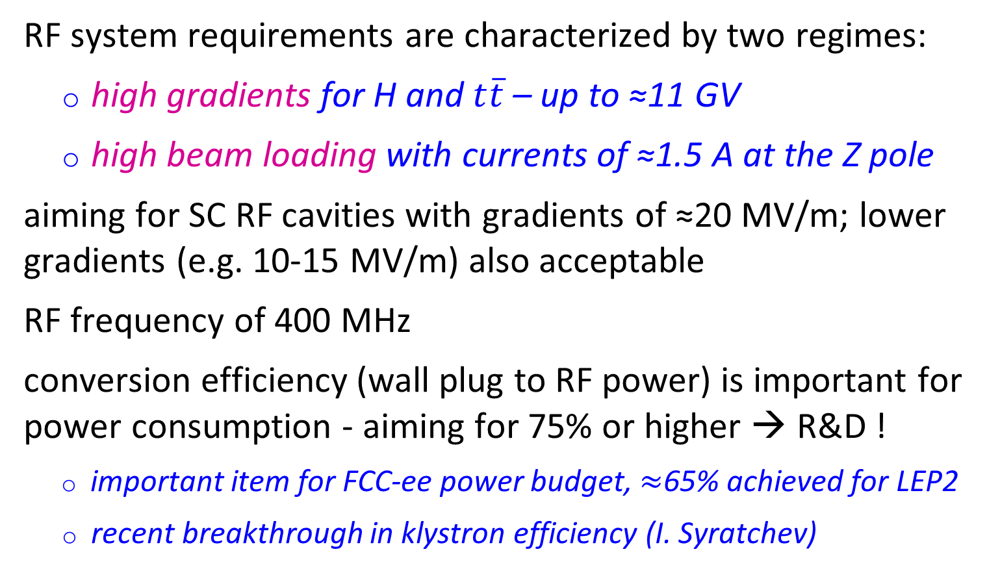 RF system requirements are characterized by two regimes:
○ high gradients for H and tt̄ – up to ≈11 GV
○ high beam loading with currents of ≈1.5 A at the Z pole
aiming for SC RF cavities with gradients of ≈20 MV/m; lower
gradients (e.g. 10-15 MV/m) also acceptable
RF frequency of 400 MHz
conversion efficiency (wall plug to RF power) is important for
power consumption - aiming for 75% or higher → R&D !
○ important item for FCC-ee power budget, ≈65% achieved for LEP2
○ recent breakthrough in klystron efficiency (I. Syratchev)